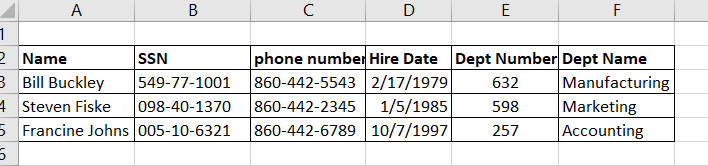 A B C D E F
1
2 Name SSN phone number Hire Date Dept Number Dept Name
3 Bill Buckley 549-77-1001 860-442-5543 2/17/1979 632 Manufacturing
4 Steven Fiske 098-40-1370 860-442-2345 1/5/1985 598 Marketing
5 Francine Johns 005-10-6321 860-442-6789 10/7/1997 257 Accounting
6